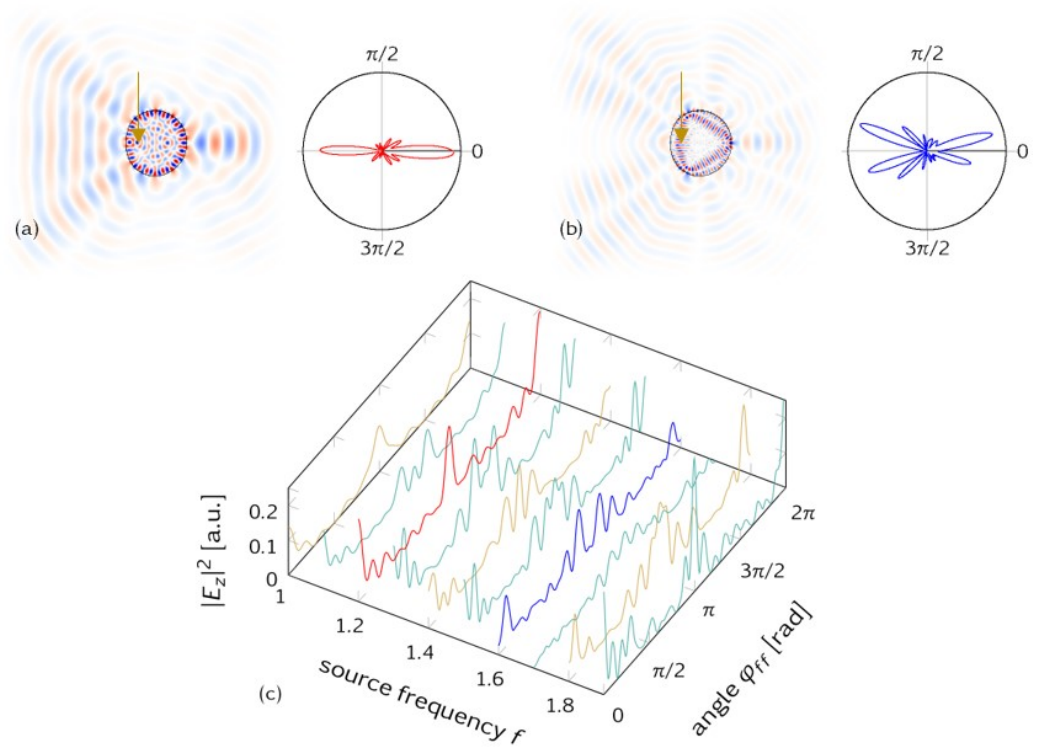 π/2
0
3π/2
(a)
π/2
0
3π/2
(b)
|E_z|² [a.u.]
0.2
0.1
0
1
1.2
1.4
1.6
1.8
source frequency f
0
π/2
π
3π/2
2π
angle φ_ff [rad]
(c)